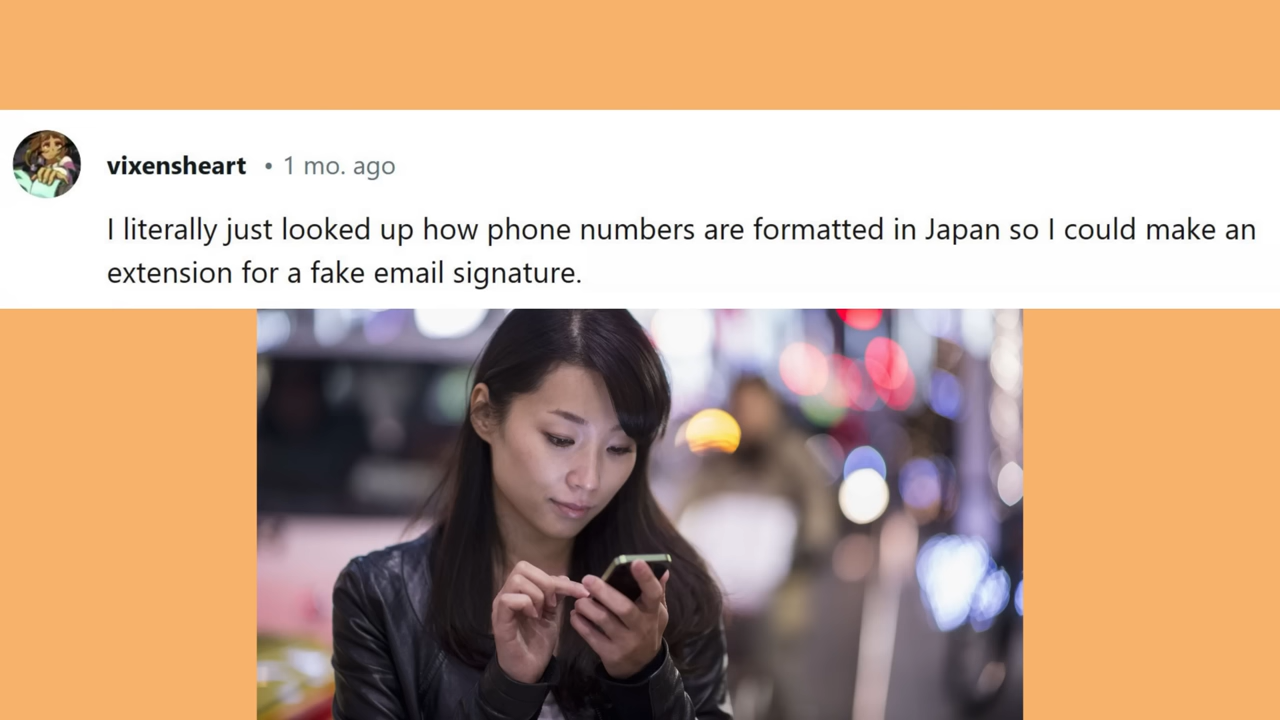 vixensheart • 1 mo. ago
I literally just looked up how phone numbers are formatted in Japan so I could make an
extension for a fake email signature.